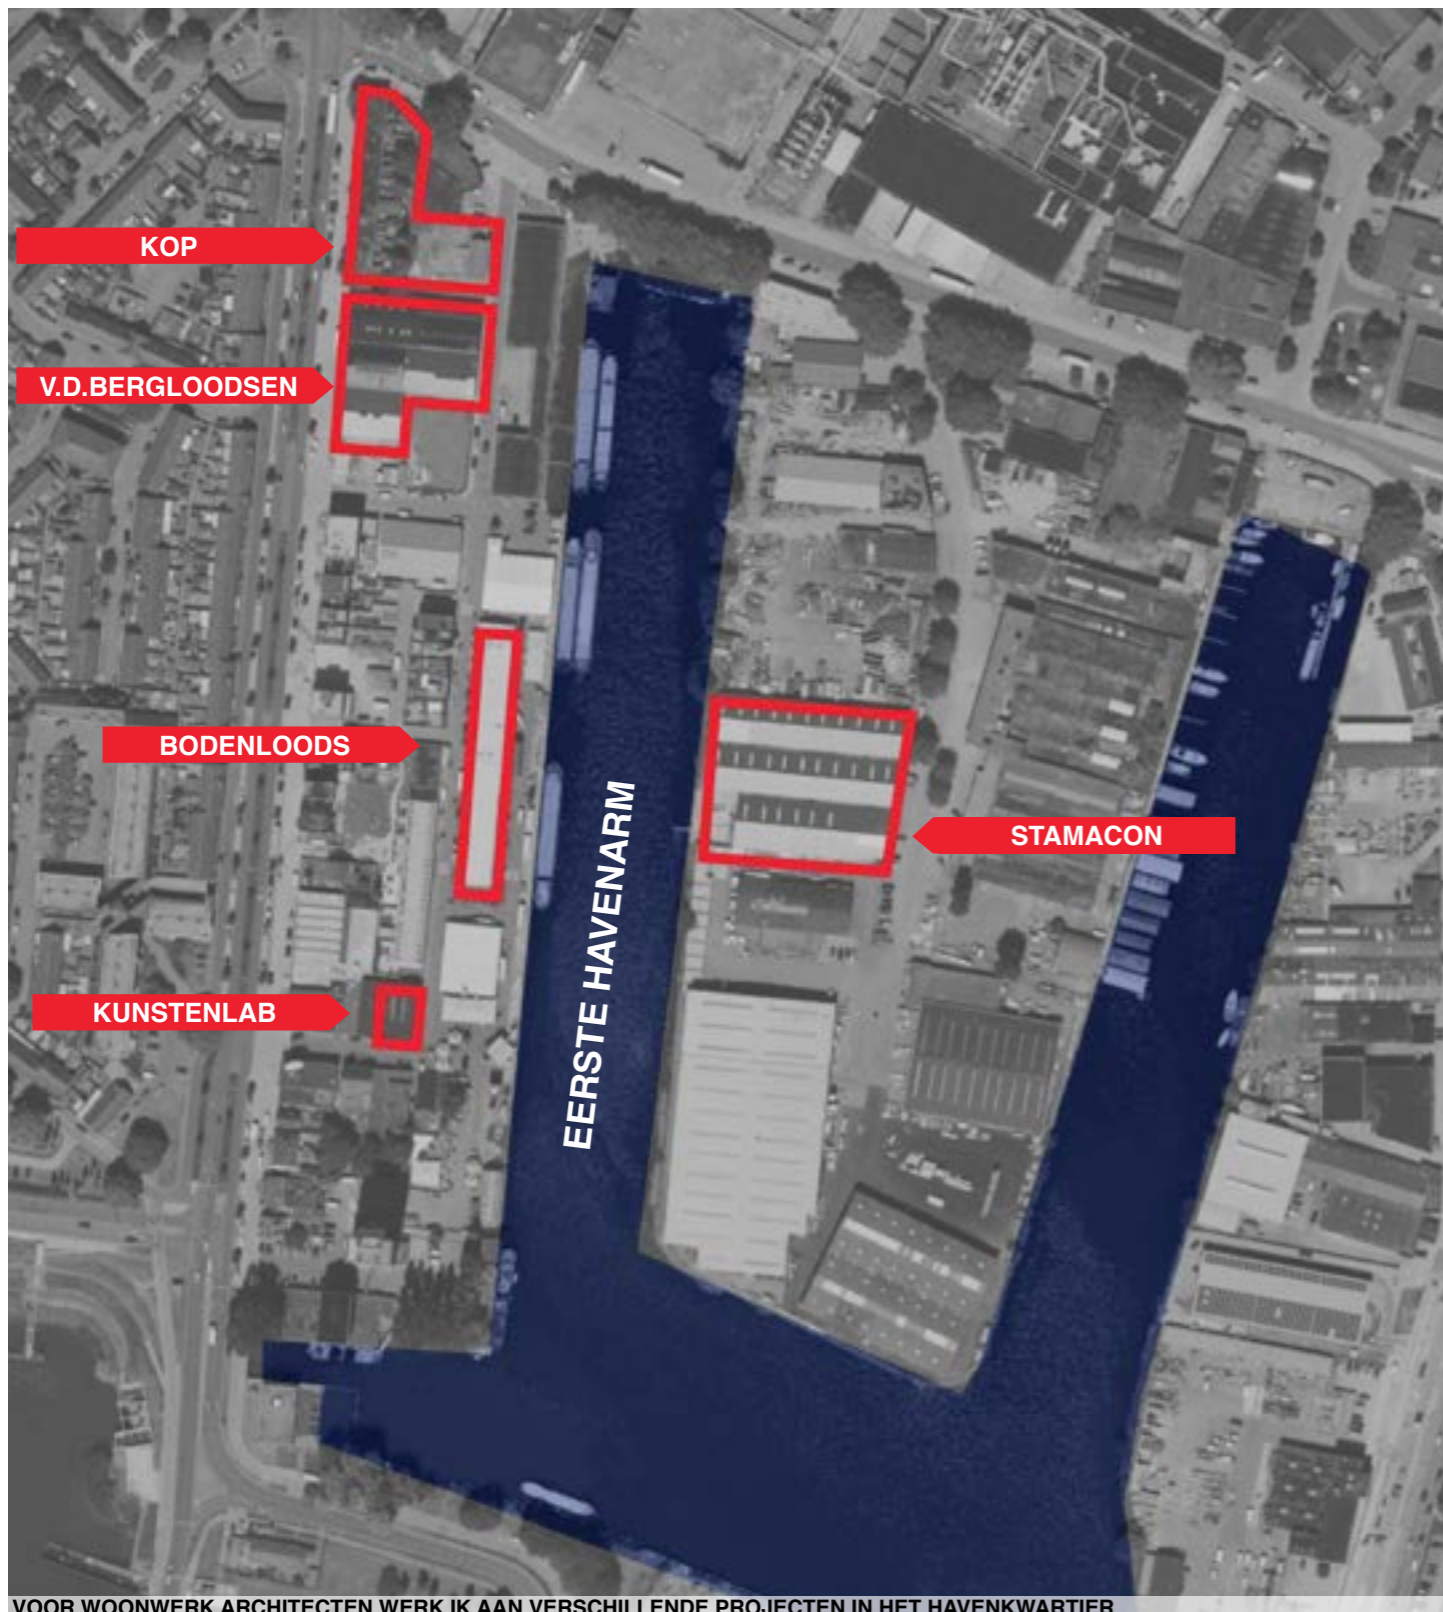 KOP
V.D.BERGLOODSEN
BODENLOODS
EERSTE HAVENARM
STAMACON
KUNSTENLAB
VOOR WOONWERK ARCHITECTEN WERK IK AAN VERSCHILLENDE PROJECTEN IN HET HAVENKWARTIER